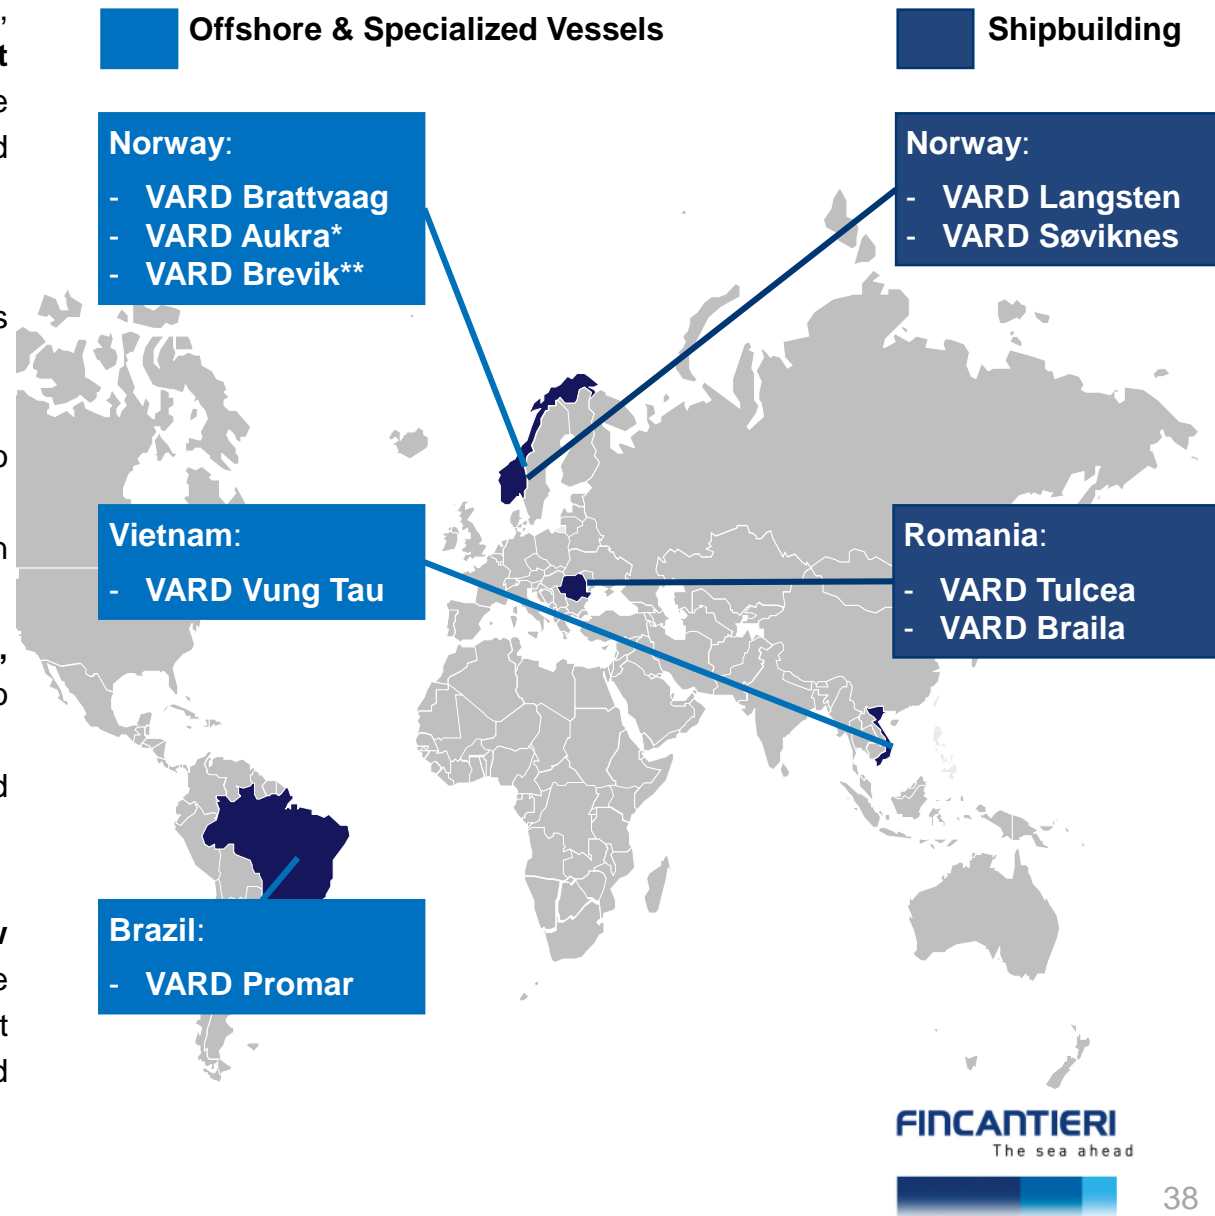 Offshore & Specialized Vessels
Shipbuilding
Norway:
- VARD Brattvaag
- VARD Aukra*
- VARD Brevik**
Norway:
- VARD Langsten
- VARD Søviknes
Vietnam:
- VARD Vung Tau
Romania:
- VARD Tulcea
- VARD Braila
Brazil:
- VARD Promar
FINCANTIERI
The sea ahead
38